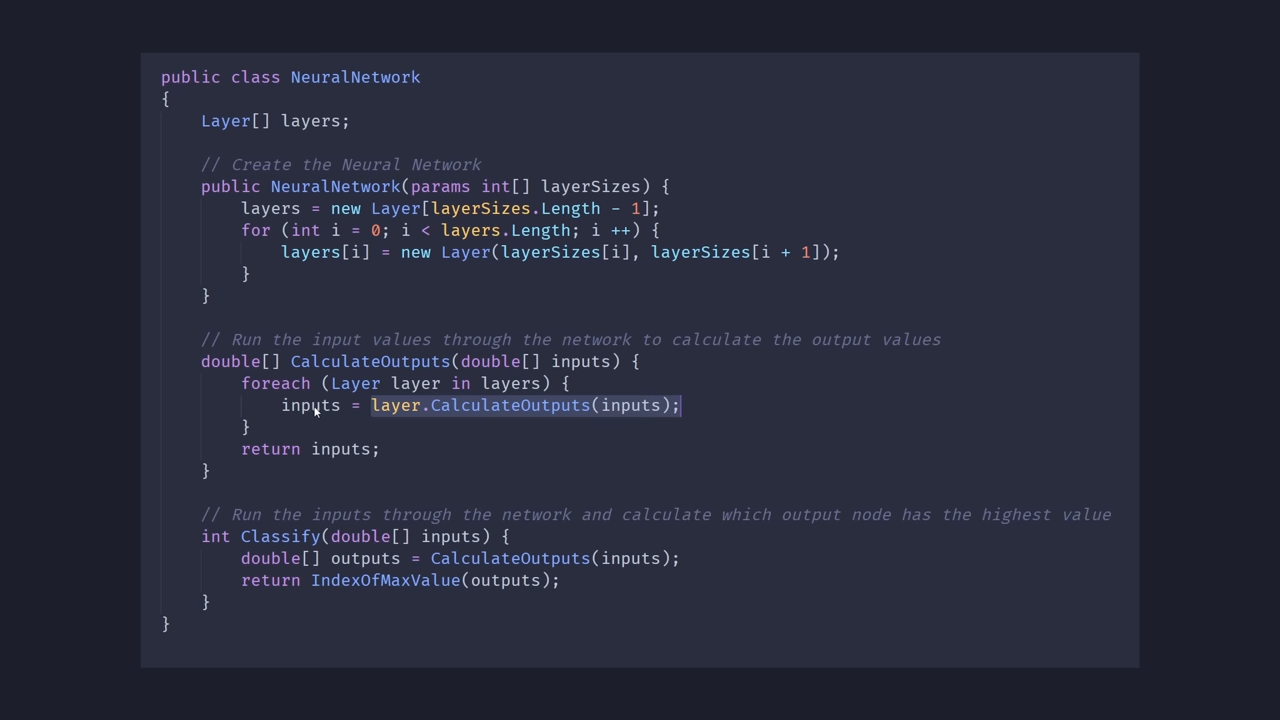 public class NeuralNetwork
{
    Layer[] layers;

    // Create the Neural Network
    public NeuralNetwork(params int[] layerSizes) {
        layers = new Layer[layerSizes.Length - 1];
        for (int i = 0; i < layers.Length; i ++) {
            layers[i] = new Layer(layerSizes[i], layerSizes[i + 1]);
        }
    }

    // Run the input values through the network to calculate the output values
    double[] CalculateOutputs(double[] inputs) {
        foreach (Layer layer in layers) {
            inputs = layer.CalculateOutputs(inputs);
        }
        return inputs;
    }

    // Run the inputs through the network and calculate which output node has the highest value
    int Classify(double[] inputs) {
        double[] outputs = CalculateOutputs(inputs);
        return IndexOfMaxValue(outputs);
    }
}